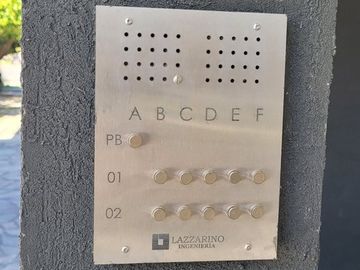 A B C D E F
PB
01
02
LAZZARINO
INGENIERIA